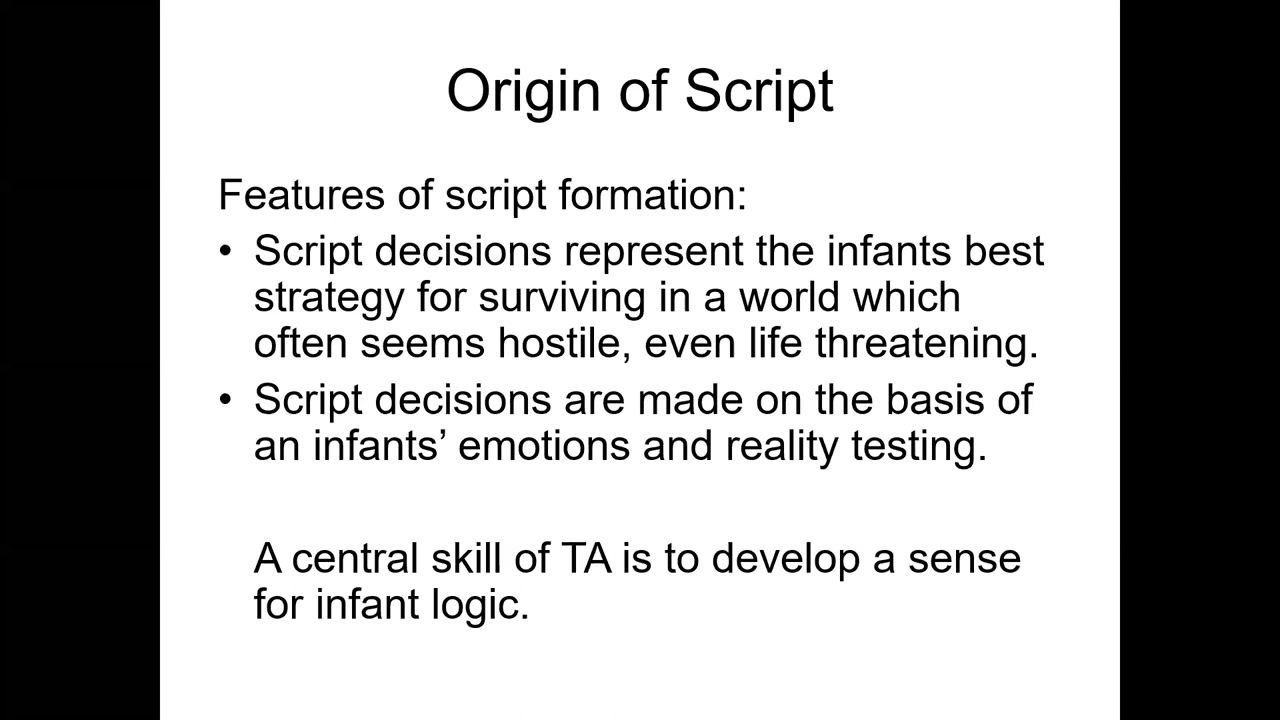 Origin of Script
Features of script formation:
• Script decisions represent the infants best
strategy for surviving in a world which
often seems hostile, even life threatening.
• Script decisions are made on the basis of
an infants’ emotions and reality testing.
A central skill of TA is to develop a sense
for infant logic.